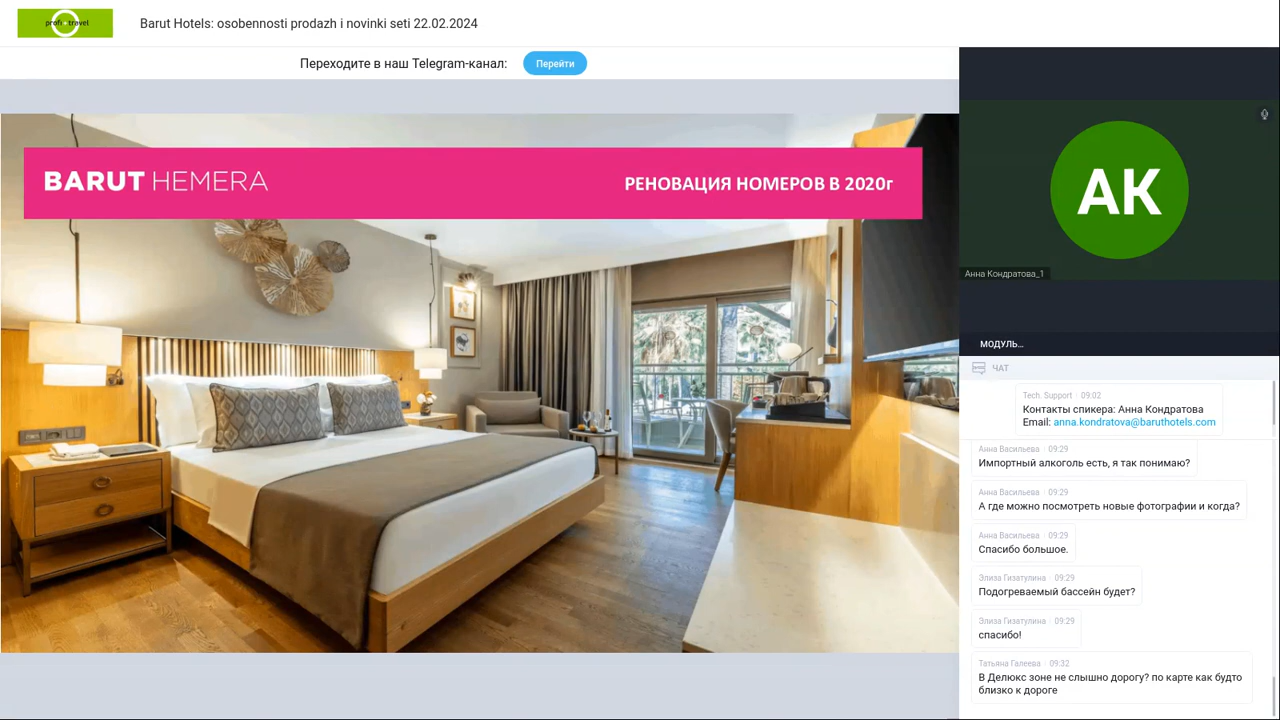 profi travel
Barut Hotels: osobennosti prodazh i novinki seti 22.02.2024
Переходите в наш Telegram-канал:
Перейти
BARUT HEMERA
РЕНОВАЦИЯ НОМЕРОВ В 2020г
АК
Анна Кондратова_1
МОДУЛЬ...
ЧАТ
Tech. Support 09:02
Контакты спикера: Анна Кондратова
Email: anna.kondratova@baruthotels.com
Анна Васильева 09:29
Импортный алкоголь есть, я так понимаю?
Анна Васильева 09:29
А где можно посмотреть новые фотографии и когда?
Анна Васильева 09:29
Спасибо большое.
Элиза Гизатулина 09:29
Подогреваемый бассейн будет?
Элиза Гизатулина 09:29
спасибо!
Татьяна Галеева 09:32
В Делюкс зоне не слышно дорогу? по карте как будто
близко к дороге